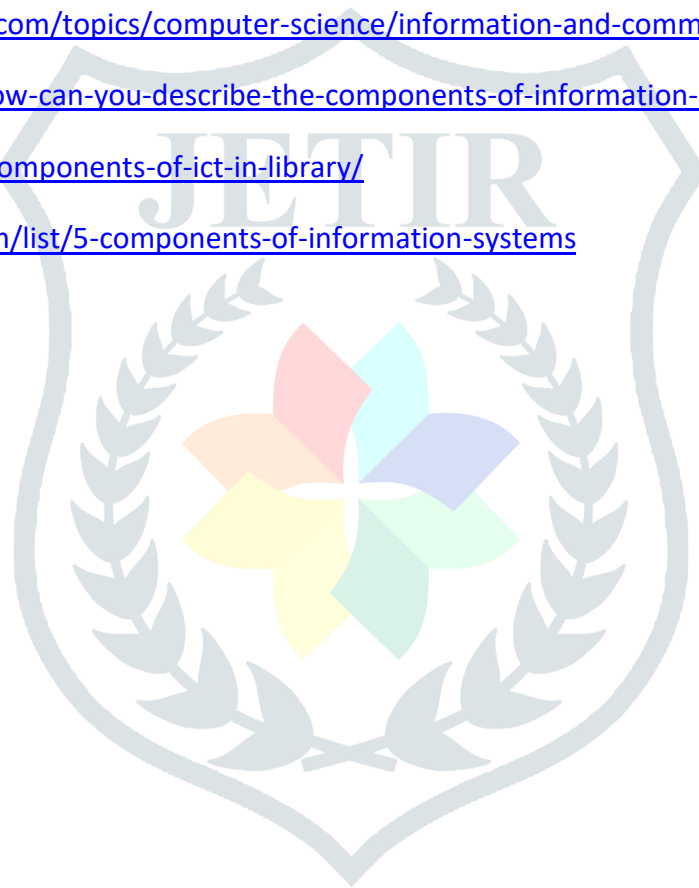 .com/topics/computer-science/information-and-comm
ow-can-you-describe-the-components-of-information-
omponents-of-ict-in-library/
m/list/5-components-of-information-systems
JETIR